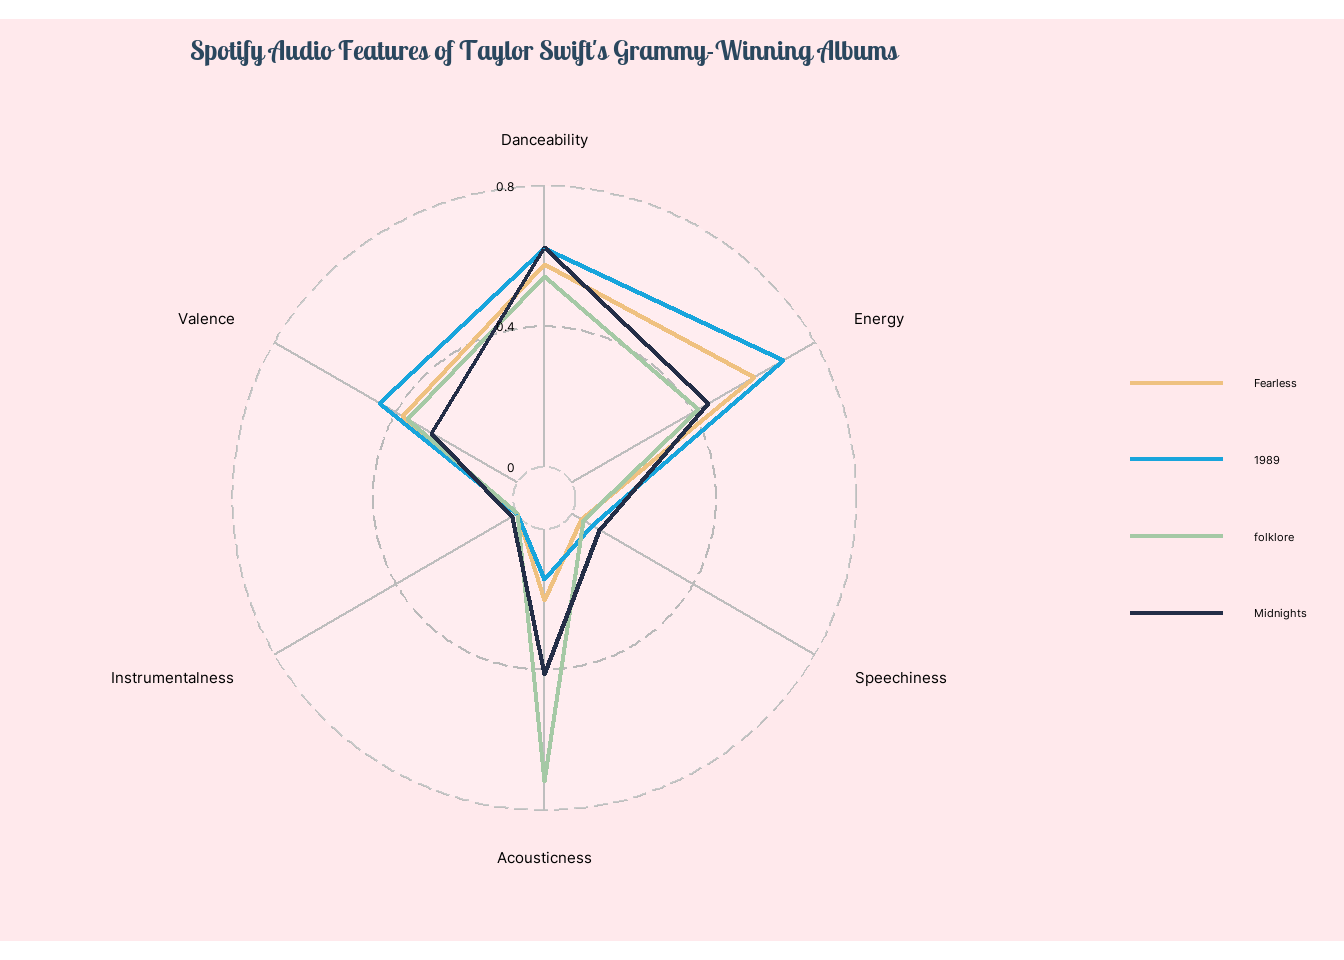 Spotify Audio Features of Taylor Swift's Grammy-Winning Albums
Danceability
0.8
Valence
Energy
0.4
Fearless
1989
0
folklore
Midnights
Instrumentalness
Speechiness
Acousticness